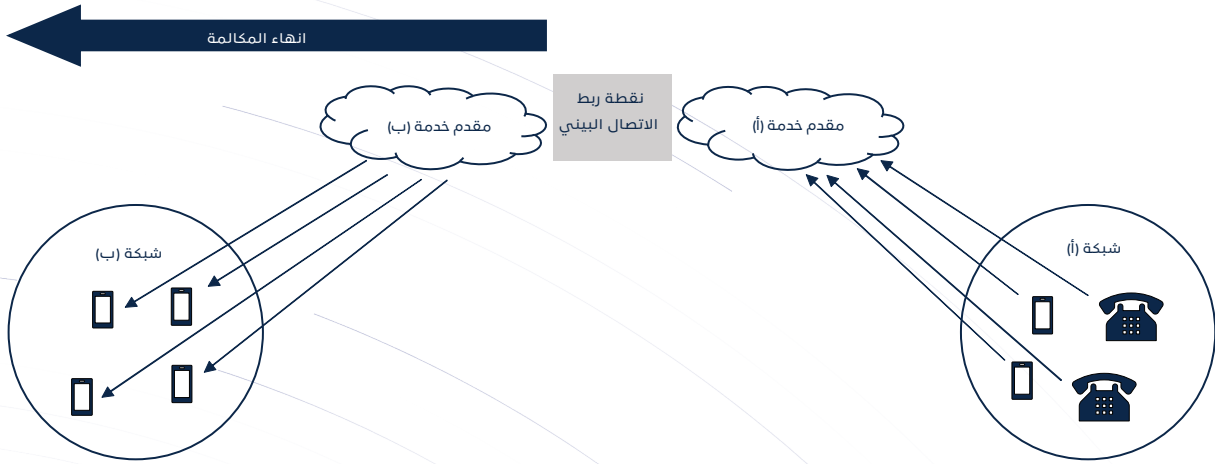 انهاء المكالمة
نقطة ربط
الاتصال البيني
مقدم خدمة (أ)
مقدم خدمة (ب)
شبكة (أ)
شبكة (ب)